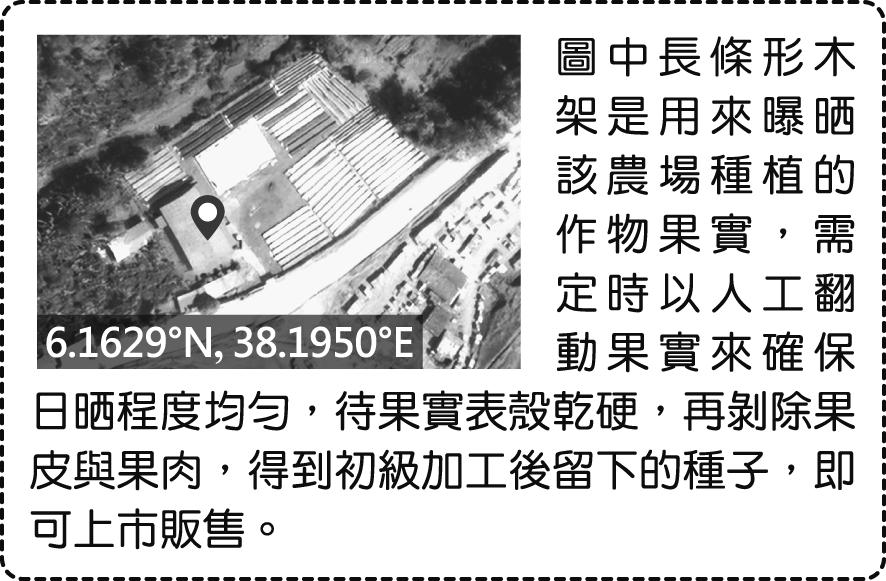 圖中長條形木
架是用來曝晒
該農場種植的
作物果實，需
定時以人工翻
動果實來確保
6.1629°N, 38.1950°E
日晒程度均勻，待果實表殼乾硬，再剝除果
皮與果肉，得到初級加工後留下的種子，即
可上市販售。